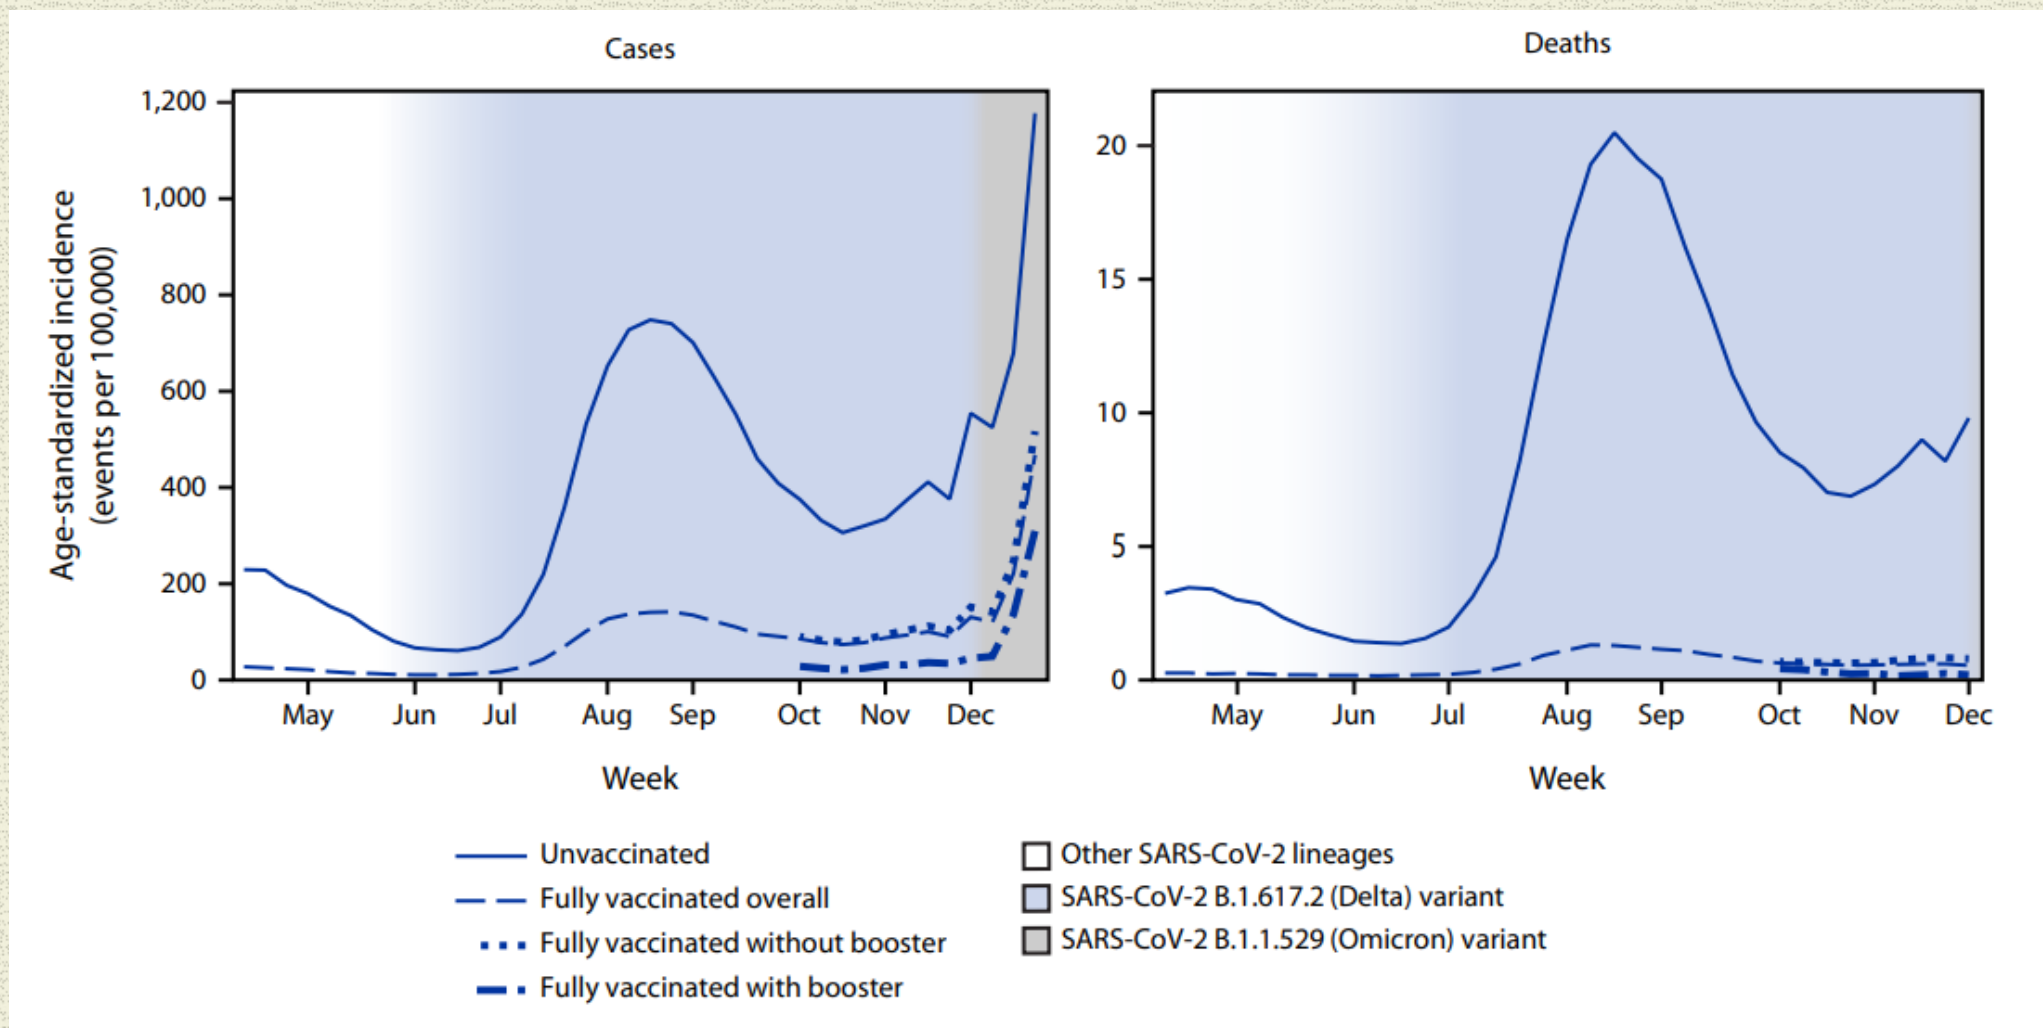 Cases
Age-standardized incidence
(events per 100,000)
1,200
1,000
800
600
400
200
0
May Jun Jul Aug Sep Oct Nov Dec
Week
Deaths
20
15
10
5
0
May Jun Jul Aug Sep Oct Nov Dec
Week
Unvaccinated
Fully vaccinated overall
Fully vaccinated without booster
Fully vaccinated with booster
Other SARS-CoV-2 lineages
SARS-CoV-2 B.1.617.2 (Delta) variant
SARS-CoV-2 B.1.1.529 (Omicron) variant